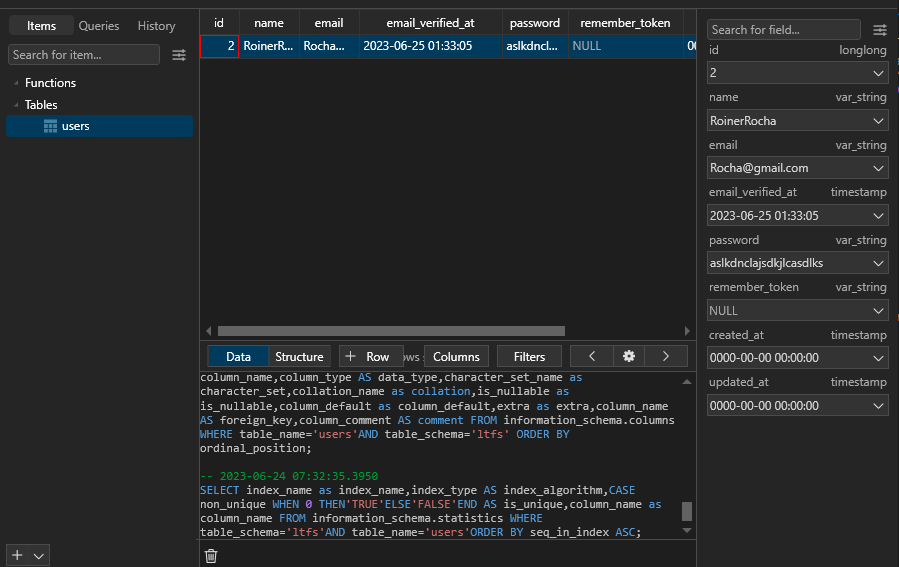 Items Queries History
Search for item...
Functions
Tables
users
id name email email_verified_at password remember_token
2 RoinerR... Rocha... 2023-06-25 01:33:05 aslkdncl... NULL 00
Data Structure + Row ows s Columns Filters
column_name,column_type AS data_type,character_set_name as
character_set,collation_name as collation,is_nullable as
is_nullable,column_default as column_default,extra as extra,column_name
AS foreign_key,column_comment AS comment FROM information_schema.columns
WHERE table_name='users'AND table_schema='ltfs' ORDER BY
ordinal_position;
-- 2023-06-24 07:32:35.3950
SELECT index_name as index_name,index_type AS index_algorithm,CASE
non_unique WHEN 0 THEN'TRUE'ELSE'FALSE'END AS is_unique,column_name as
column_name FROM information_schema.statistics WHERE
table_schema='ltfs'AND table_name='users'ORDER BY seq_in_index ASC;
Search for field...
id longlong
2
name var_string
RoinerRocha
email var_string
Rocha@gmail.com
email_verified_at timestamp
2023-06-25 01:33:05
password var_string
aslkdnclajsdkjlcasdlks
remember_token var_string
NULL
created_at timestamp
0000-00-00 00:00:00
updated_at timestamp
0000-00-00 00:00:00